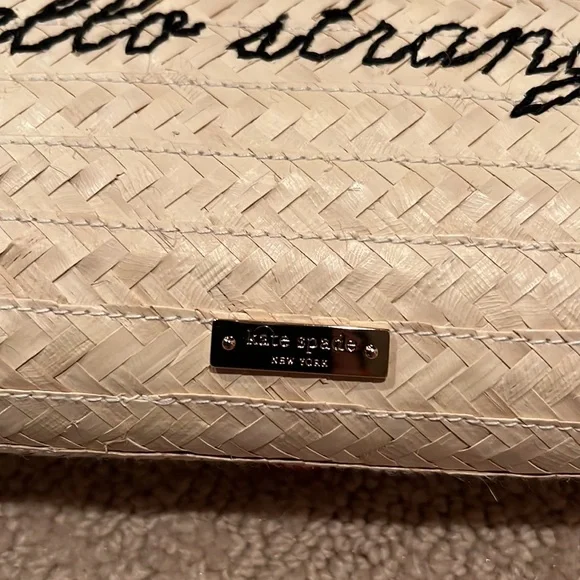 ello strang
kate spade
NEW YORK